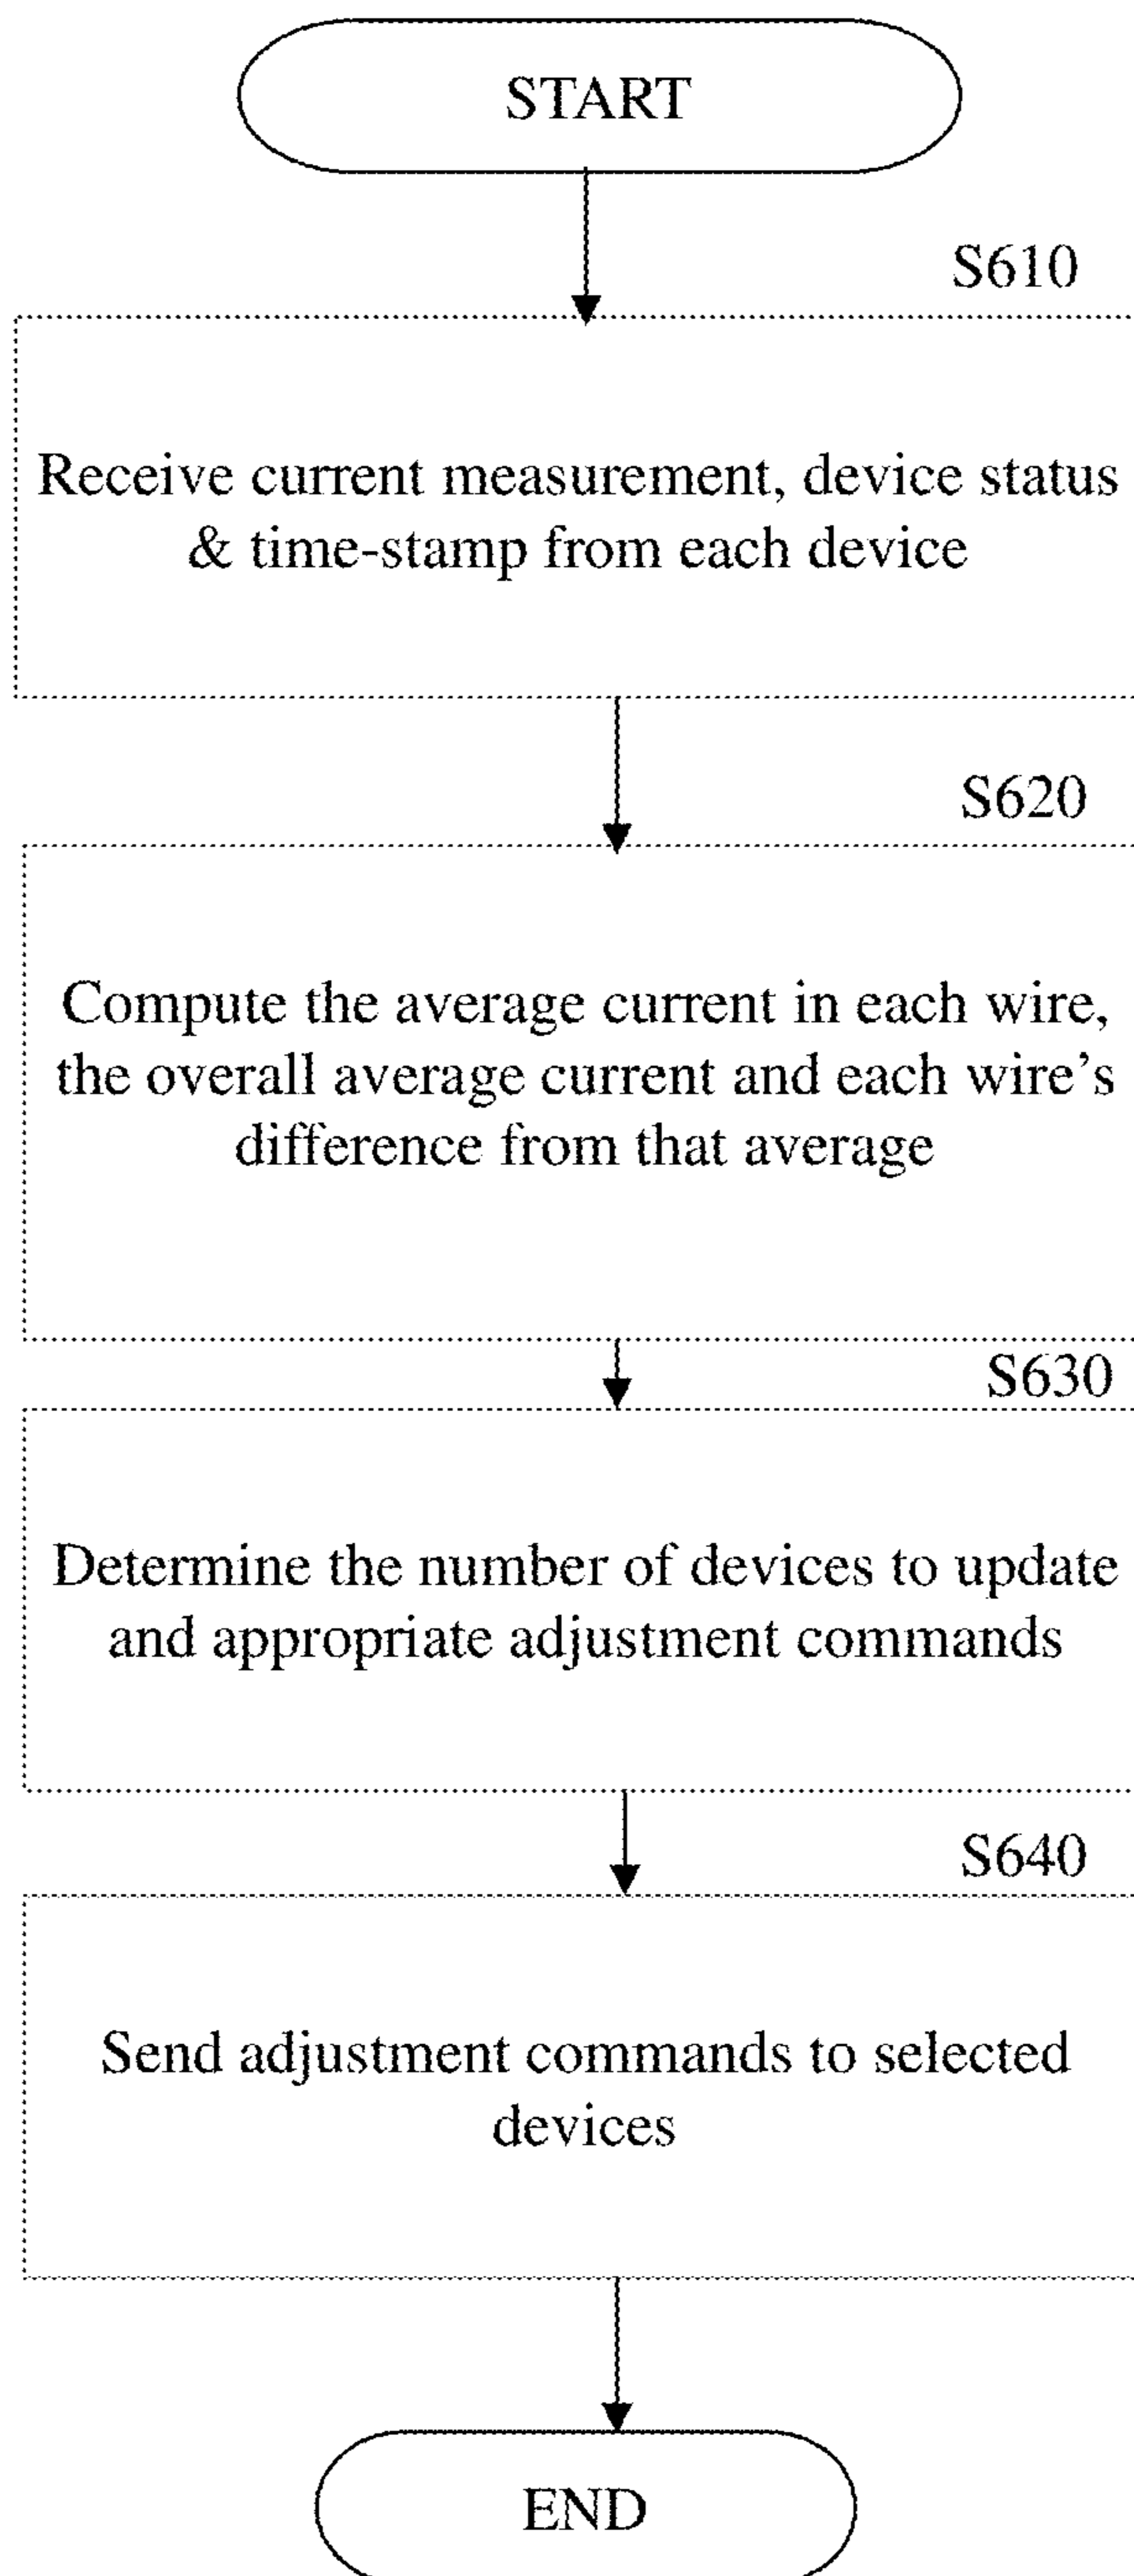 START
S610
Receive current measurement, device status
& time-stamp from each device
S620
Compute the average current in each wire,
the overall average current and each wire’s
difference from that average
S630
Determine the number of devices to update
and appropriate adjustment commands
S640
Send adjustment commands to selected
devices
END